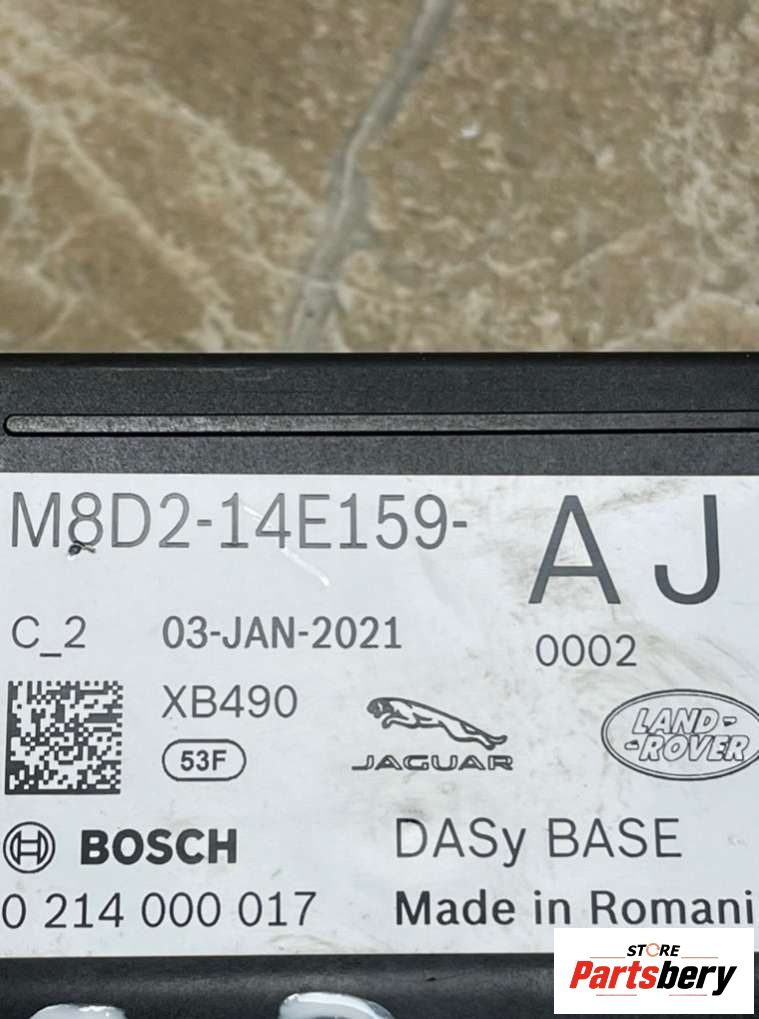 M8D2-14E159- AJ
C_2 03-JAN-2021 0002
XB490
53F
JAGUAR
LAND-
-ROVER
BOSCH DASy BASE
0 214 000 017 Made in Romani
STORE
Partsbery